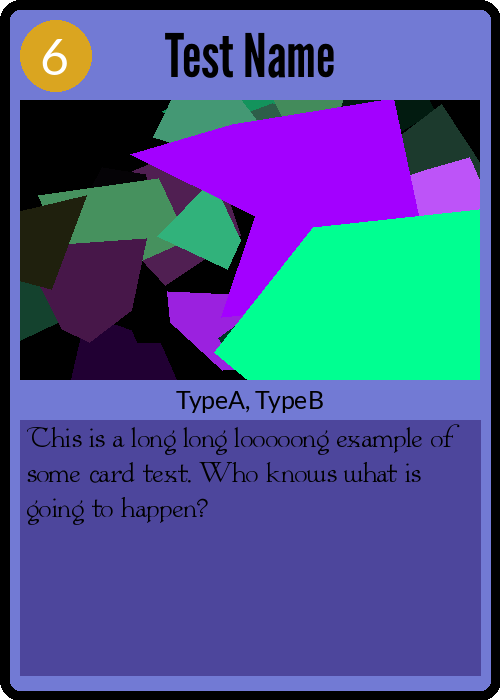 6
Test Name
TypeA, TypeB
This is a long long looooong example of
some card text. Who knows what is
going to happen?